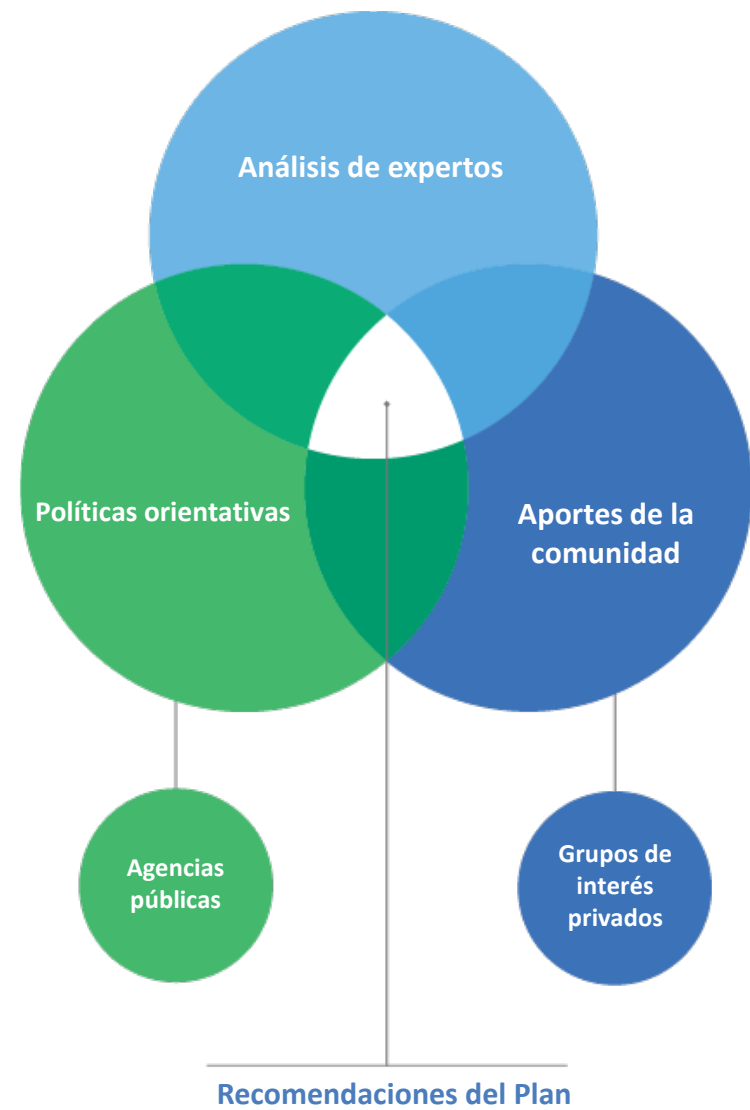 Análisis de expertos
Políticas orientativas
Aportes de la
comunidad
Agencias
públicas
Grupos de
interés
privados
Recomendaciones del Plan